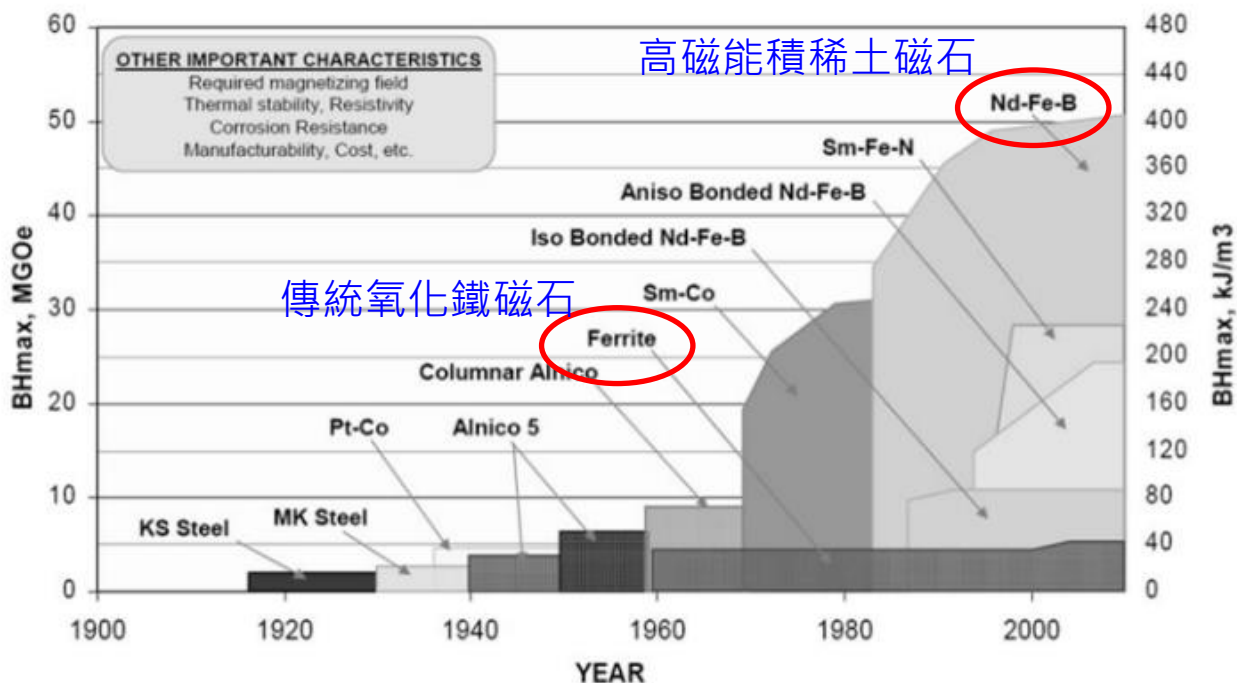 60
50
40
30
20
10
0
BHmax, MGOe
OTHER IMPORTANT CHARACTERISTICS
Required magnetizing field
Thermal stability, Resistivity
Corrosion Resistance
Manufacturability, Cost, etc.
高磁能積稀土磁石
Nd-Fe-B
Sm-Fe-N
Aniso Bonded Nd-Fe-B
Iso Bonded Nd-Fe-B
傳統氧化鐵磁石
Sm-Co
Ferrite
Columnar Alnico
Pt-Co
Alnico 5
KS Steel
MK Steel
480
440
400
360
320
280
240
200
160
120
80
40
0
BHmax, kJ/m3
1900
1920
1940
1960
1980
2000
YEAR